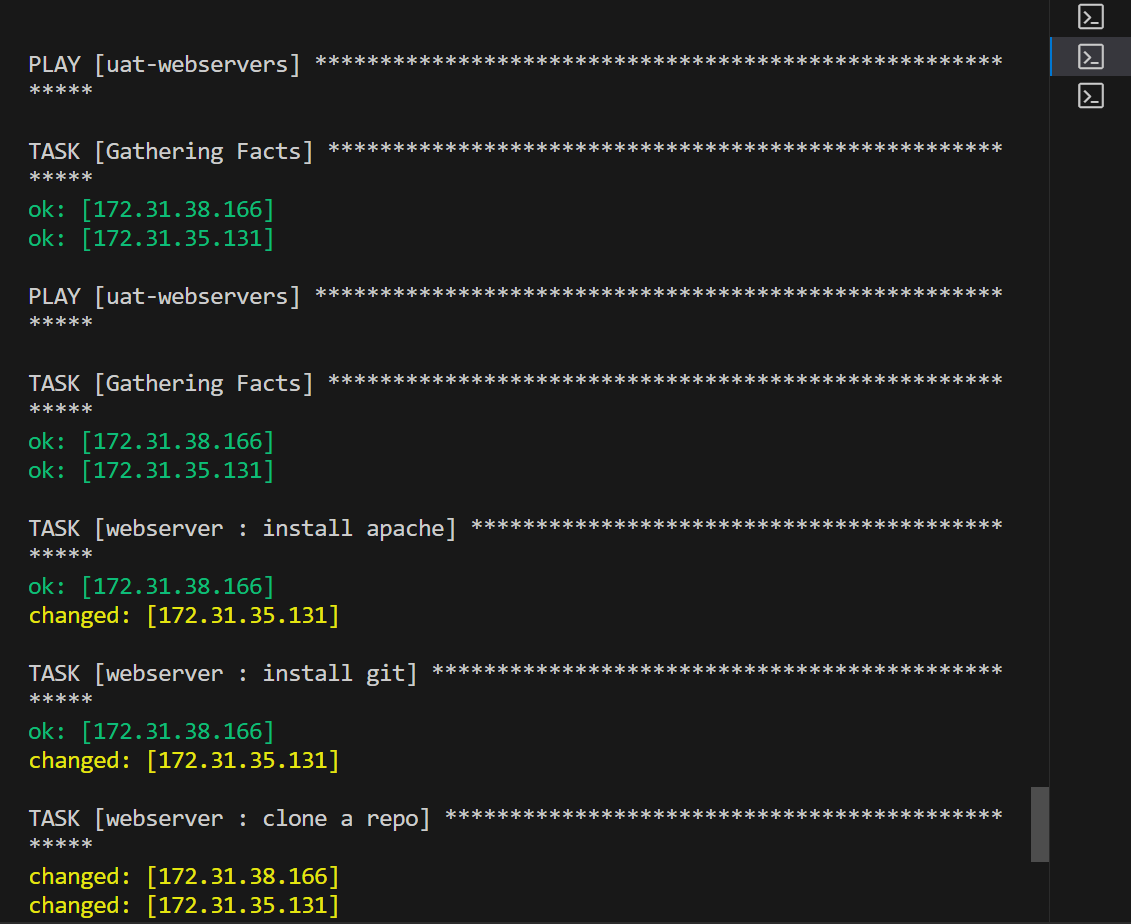 PLAY [uat-webservers] *****************************************************
*****
TASK [Gathering Facts] ****************************************************
*****
ok: [172.31.38.166]
ok: [172.31.35.131]
PLAY [uat-webservers] *****************************************************
*****
TASK [Gathering Facts] ****************************************************
*****
ok: [172.31.38.166]
ok: [172.31.35.131]
TASK [webserver : install apache] *****************************************
*****
ok: [172.31.38.166]
changed: [172.31.35.131]
TASK [webserver : install git] ********************************************
*****
ok: [172.31.38.166]
changed: [172.31.35.131]
TASK [webserver : clone a repo] *******************************************
*****
changed: [172.31.38.166]
changed: [172.31.35.131]